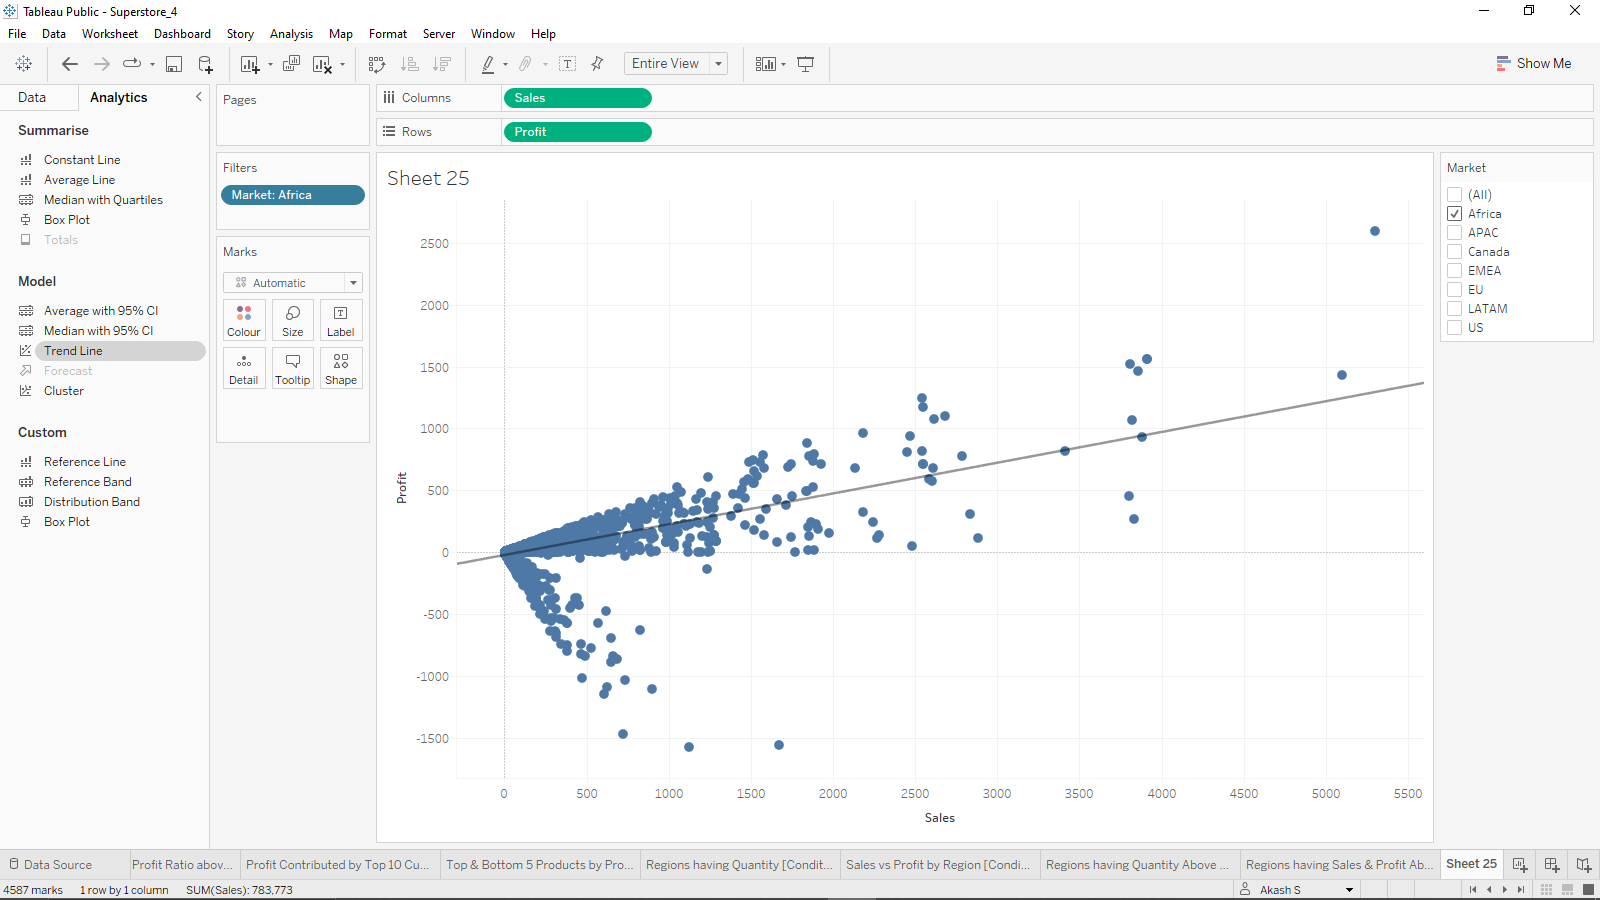 Tableau Public - Superstore_4
File Data Worksheet Dashboard Story Analysis Map Format Server Window Help
Entire View
Show Me
Data Analytics
Summarise
Constant Line
Average Line
Median with Quartiles
Box Plot
Totals
Model
Average with 95% CI
Median with 95% CI
Trend Line
Forecast
Cluster
Custom
Reference Line
Reference Band
Distribution Band
Box Plot
Pages
Filters
Market: Africa
Marks
Automatic
Colour Size Label
Detail Tooltip Shape
Columns Sales
Rows Profit
Sheet 25
2500
2000
1500
1000
500
0
-500
-1000
-1500
Profit
0 500 1000 1500 2000 2500 3000 3500 4000 4500 5000 5500
Sales
Market
(All)
Africa
APAC
Canada
EMEA
EU
LATAM
US
Data Source Profit Ratio abov... Profit Contributed by Top 10 Cu... Top & Bottom 5 Products by Pro... Regions having Quantity [Condit... Sales vs Profit by Region [Condi... Regions having Quantity Above ... Regions having Sales & Profit Ab... Sheet 25
4587 marks 1 row by 1 column SUM(Sales): 783,773 Akash S